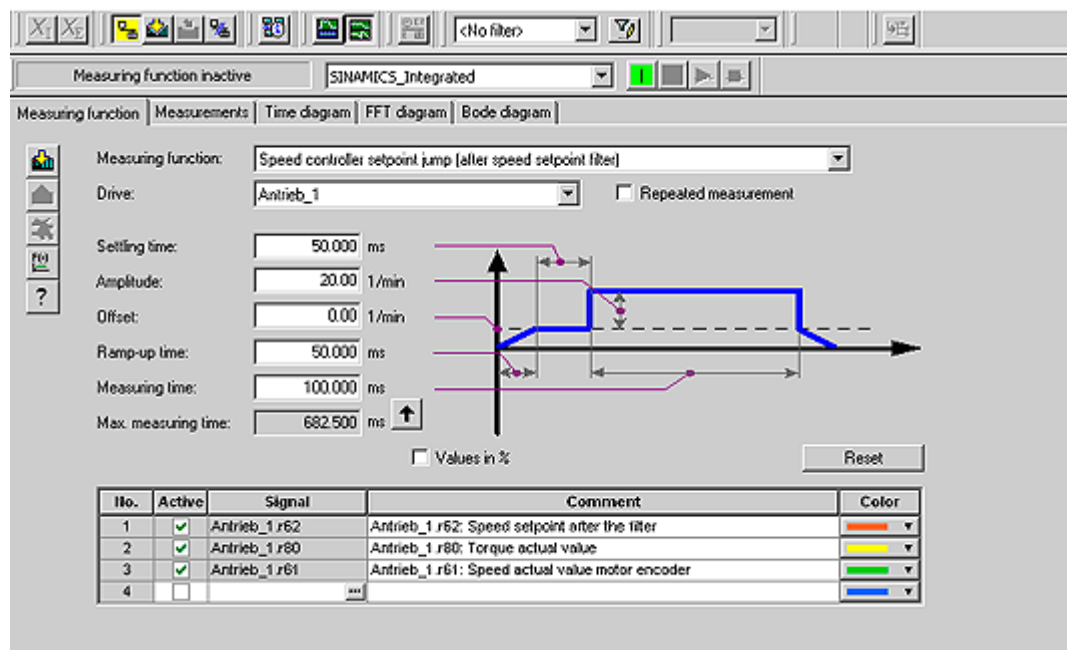 X_I X_E <No filter>
Measuring function inactive SINAMICS_Integrated
Measuring function Measurements Time diagram FFT diagram Bode diagram
Measuring function: Speed controller setpoint jump (after speed setpoint filter)
Drive: Antrieb_1 Repeated measurement
Settling time: 50.000 ms
Amplitude: 20.00 1/min
Offset: 0.00 1/min
?
Ramp-up time: 50.000 ms
Measuring time: 100.000 ms
Max. measuring time: 682.500 ms
Values in % Reset
No. Active Signal Comment Color
1 Antrieb_1.r62 Antrieb_1.r62: Speed setpoint after the filter
2 Antrieb_1.r80 Antrieb_1.r80: Torque actual value
3 Antrieb_1.r61 Antrieb_1.r61: Speed actual value motor encoder
4 ...